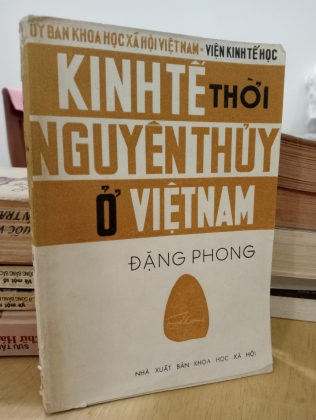 ỦY BAN KHOA HỌC XÃ HỘI VIỆT NAM - VIỆN KINH TẾ HỌC
KINH TẾ THỜI
NGUYÊN THỦY
Ở VIỆT NAM
ĐẶNG PHONG
NHÀ XUẤT BẢN KHOA HỌC XÃ HỘI